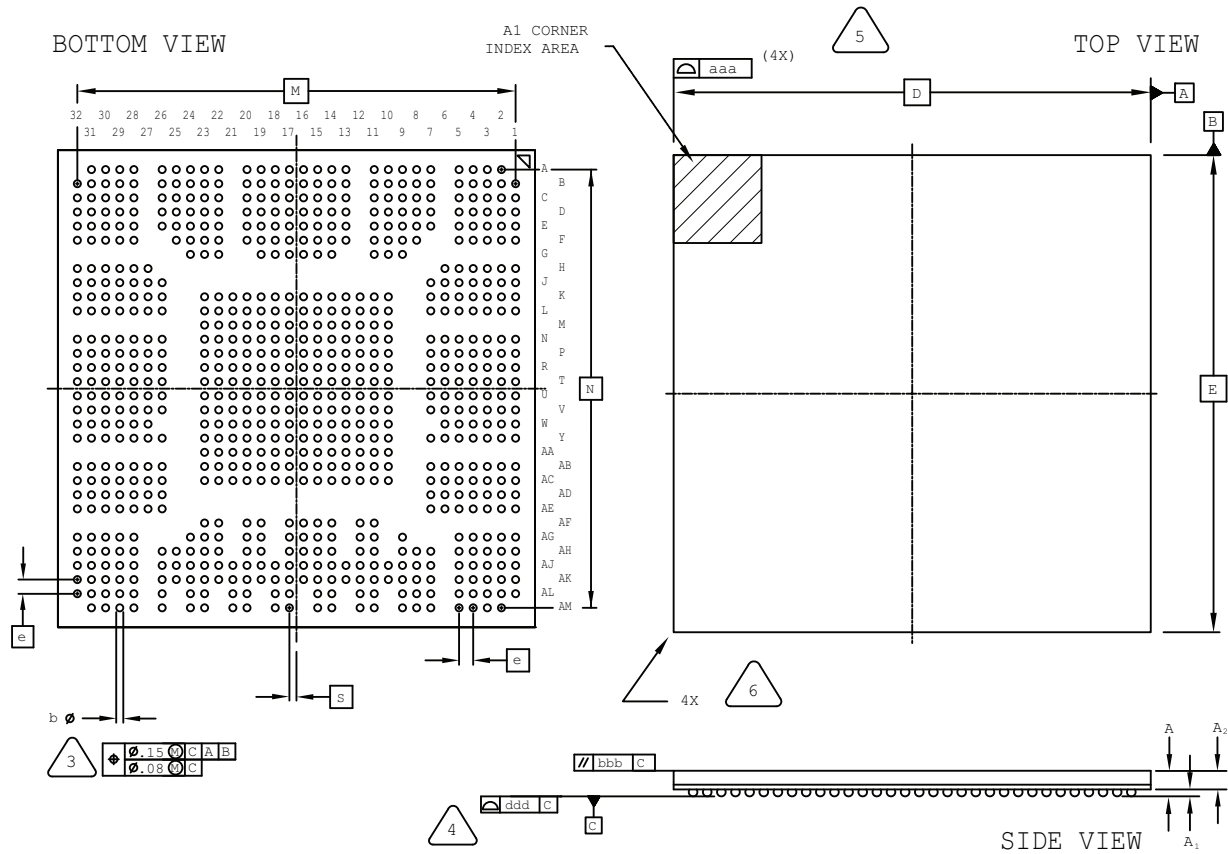 BOTTOM VIEW
A1 CORNER
INDEX AREA
5
TOP VIEW
aaa
(4X)
M
D
A
B
32 30 28 26 24 22 20 18 16 14 12 10 8 6 4 2
31 29 27 25 23 21 19 17 15 13 11 9 7 5 3 1
A
B
C
D
E
F
G
H
J
K
L
M
N
P
R
T
U
V
W
Y
AA
AB
AC
AD
AE
AF
AG
AH
AJ
AK
AL
AM
N
E
e
e
S
4X
6
b Ø
3
Ø.15 Ⓜ C A B
Ø.08 Ⓜ C
// bbb C
A
A₂
ddd C
4
C
A₁
SIDE VIEW